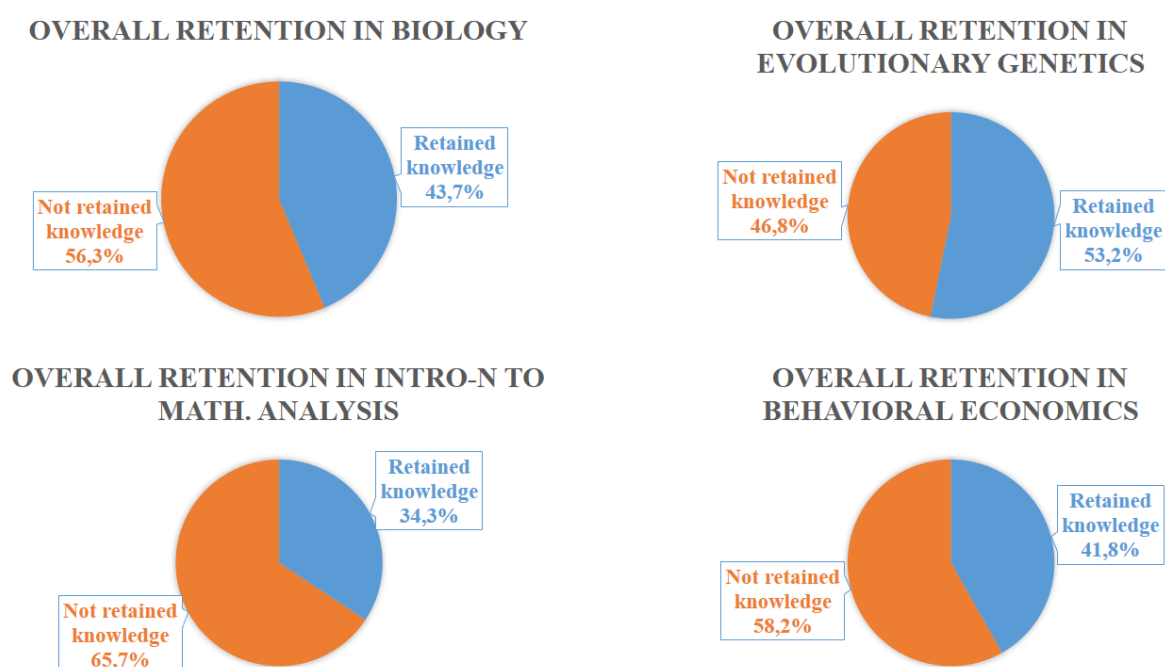 OVERALL RETENTION IN BIOLOGY
Retained
knowledge
43,7%
Not retained
knowledge
56,3%
OVERALL RETENTION IN
EVOLUTIONARY GENETICS
Not retained
knowledge
46,8%
Retained
knowledge
53,2%
OVERALL RETENTION IN INTRO-N TO
MATH. ANALYSIS
Retained
knowledge
34,3%
Not retained
knowledge
65,7%
OVERALL RETENTION IN
BEHAVIORAL ECONOMICS
Retained
knowledge
41,8%
Not retained
knowledge
58,2%